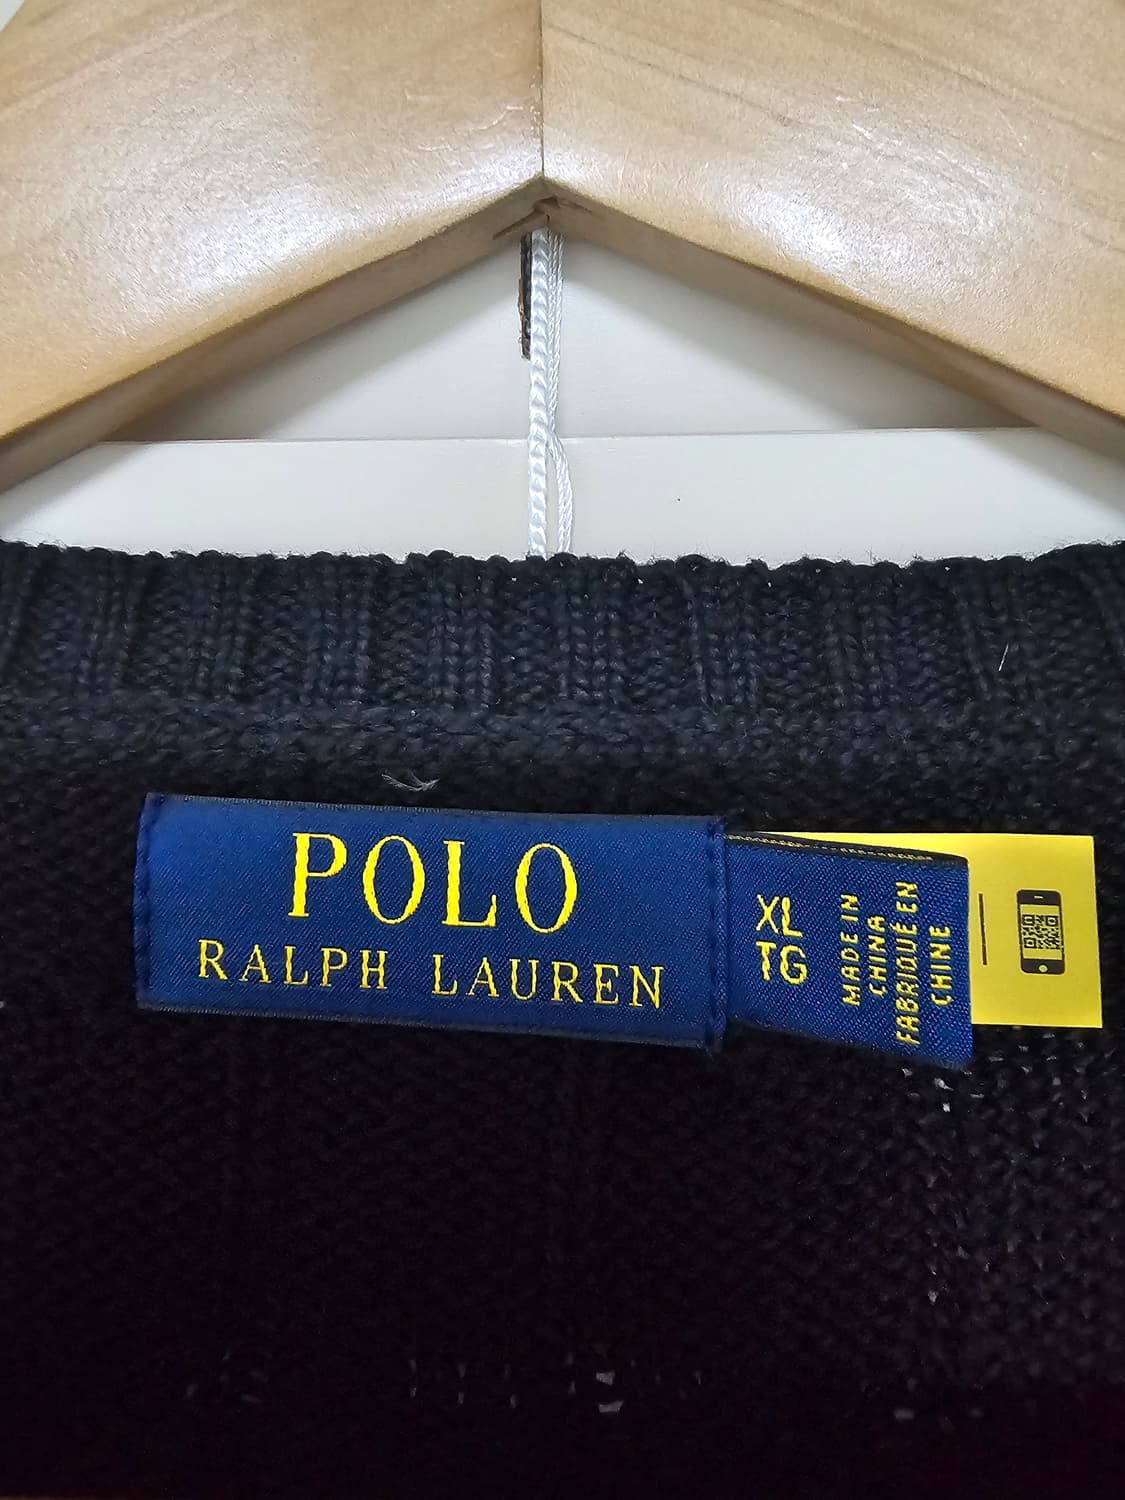 POLO
RALPH LAUREN
XL
TG
MADE IN
CHINA
FABRIQUÉ EN
CHINE